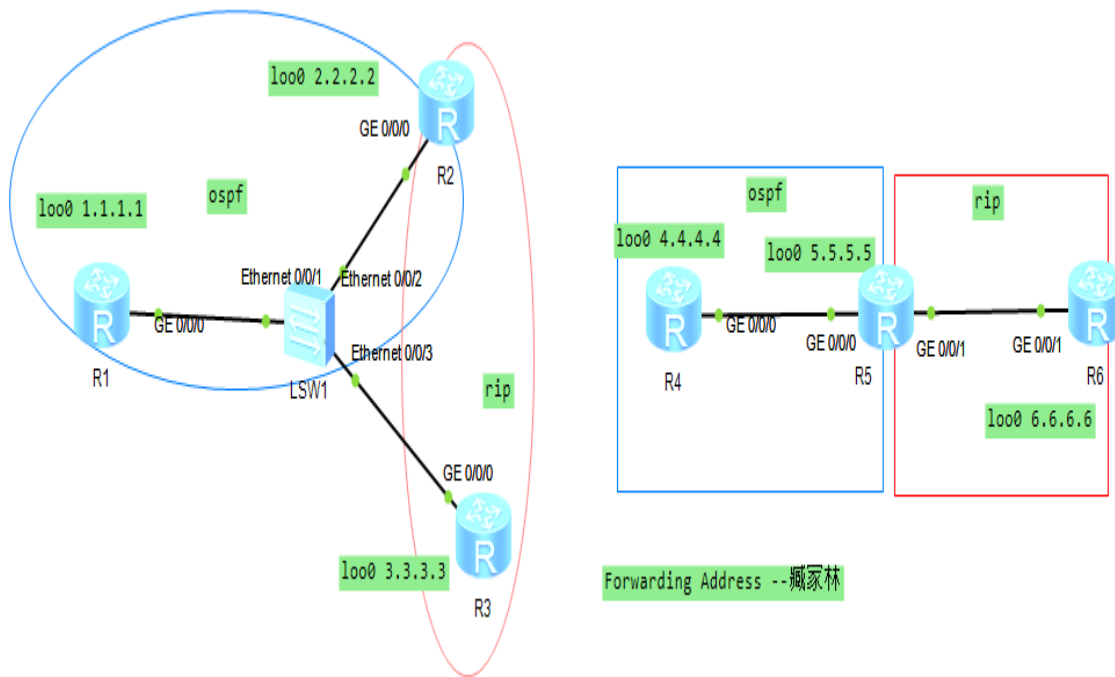 loo0 2.2.2.2
GE 0/0/0
R
R2
ospf
loo0 1.1.1.1
Ethernet 0/0/1
Ethernet 0/0/2
R
GE 0/0/0
R1
Ethernet 0/0/3
LSW1
rip
GE 0/0/0
R
loo0 3.3.3.3
R3
ospf
rip
loo0 4.4.4.4
loo0 5.5.5.5
R
GE 0/0/0
GE 0/0/0
R
GE 0/0/1
GE 0/0/1
R
R4
R5
R6
loo0 6.6.6.6
Forwarding Address --臧家林